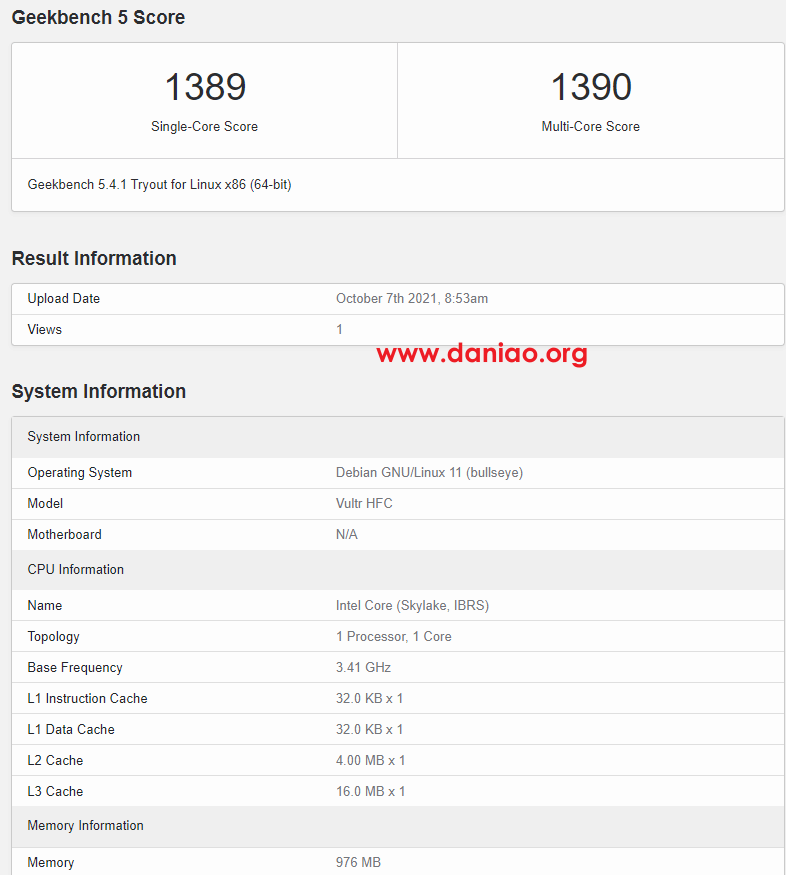 Geekbench 5 Score
1389 1390
Single-Core Score Multi-Core Score
Geekbench 5.4.1 Tryout for Linux x86 (64-bit)
Result Information
Upload Date October 7th 2021, 8:53am
Views 1
www.daniao.org
System Information
System Information
Operating System Debian GNU/Linux 11 (bullseye)
Model Vultr HFC
Motherboard N/A
CPU Information
Name Intel Core (Skylake, IBRS)
Topology 1 Processor, 1 Core
Base Frequency 3.41 GHz
L1 Instruction Cache 32.0 KB x 1
L1 Data Cache 32.0 KB x 1
L2 Cache 4.00 MB x 1
L3 Cache 16.0 MB x 1
Memory Information
Memory 976 MB